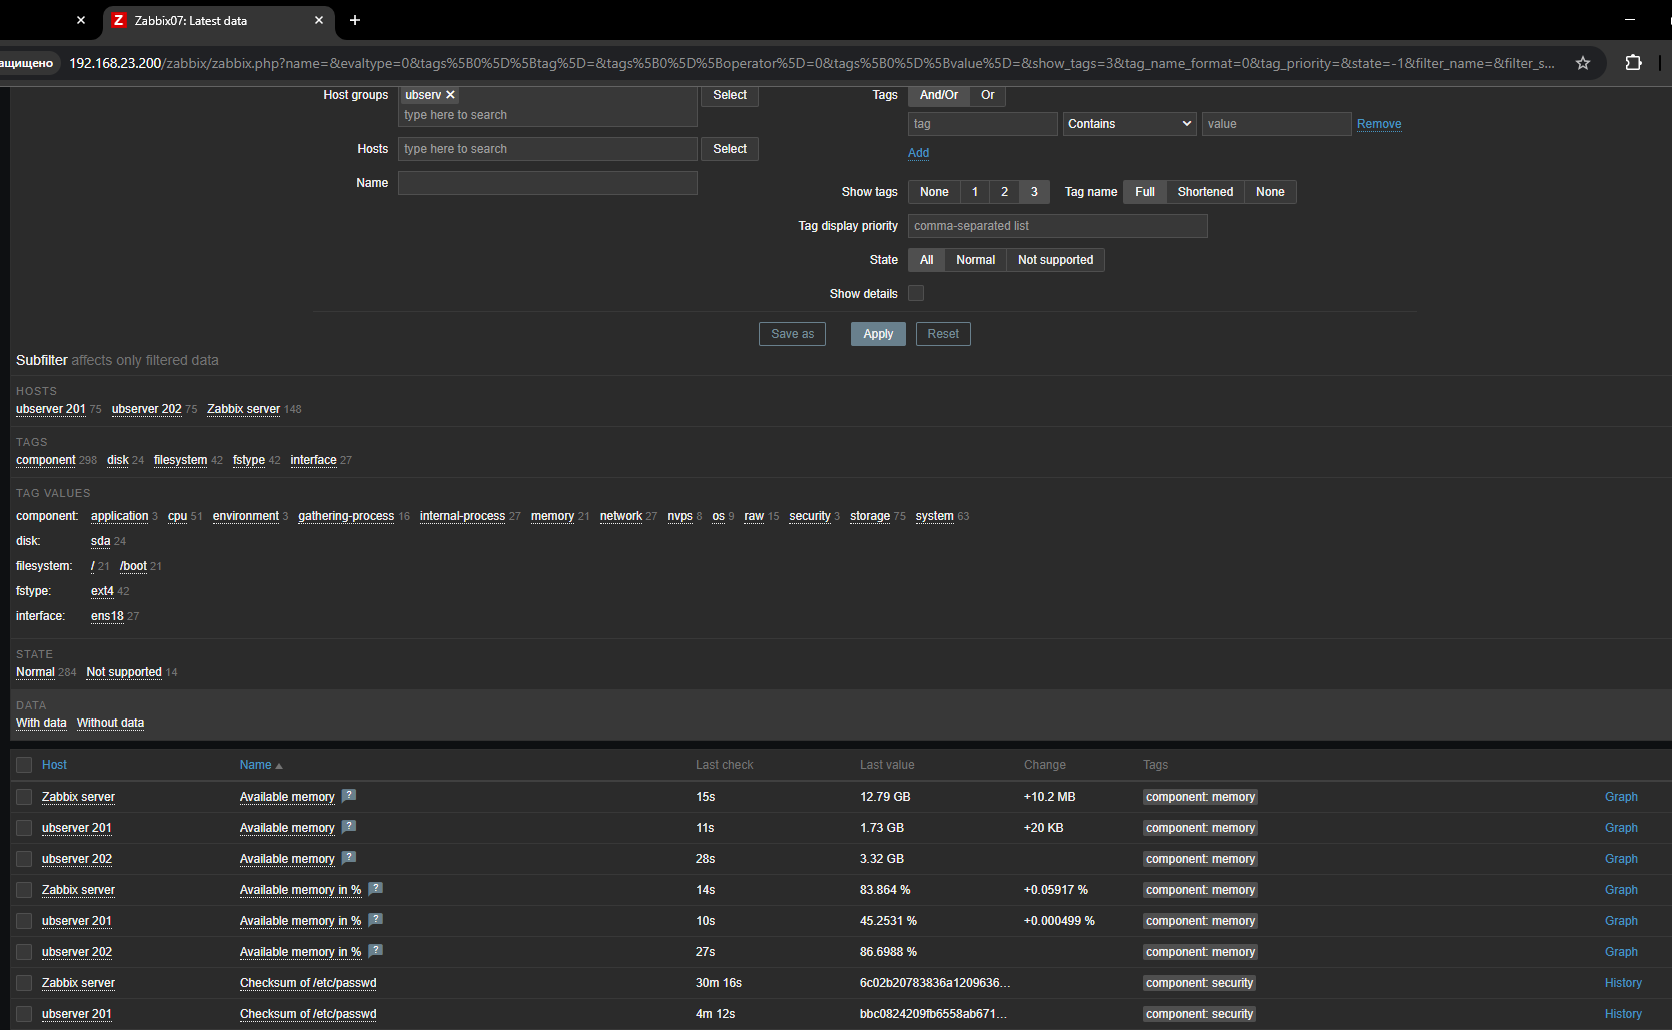 Zabbix07: Latest data
ащищено 192.168.23.200/zabbix/zabbix.php?name=&evaltype=0&tags%5B0%5D%5Btag%5D=&tags%5B0%5D%5Boperator%5D=0&tags%5B0%5D%5Bvalue%5D=&show_tags=3&tag_name_format=0&tag_priority=&state=-1&filter_name=&filter_s...
Host groups ubserv Select Tags And/Or Or
type here to search
tag Contains value Remove
Hosts type here to search Select Add
Name
Show tags None 1 2 3 Tag name Full Shortened None
Tag display priority comma-separated list
State All Normal Not supported
Show details
Save as Apply Reset
Subfilter affects only filtered data
HOSTS
ubserver 201 75 ubserver 202 75 Zabbix server 148
TAGS
component 298 disk 24 filesystem 42 fstype 42 interface 27
TAG VALUES
component: application 3 cpu 51 environment 3 gathering-process 16 internal-process 27 memory 21 network 27 nvps 8 os 9 raw 15 security 3 storage 75 system 63
disk: sda 24
filesystem: / 21 /boot 21
fstype: ext4 42
interface: ens18 27
STATE
Normal 284 Not supported 14
DATA
With data Without data
Host Name Last check Last value Change Tags
Zabbix server Available memory ? 15s 12.79 GB +10.2 MB component: memory Graph
ubserver 201 Available memory ? 11s 1.73 GB +20 KB component: memory Graph
ubserver 202 Available memory ? 28s 3.32 GB component: memory Graph
Zabbix server Available memory in % ? 14s 83.864 % +0.05917 % component: memory Graph
ubserver 201 Available memory in % ? 10s 45.2531 % +0.000499 % component: memory Graph
ubserver 202 Available memory in % ? 27s 86.6988 % component: memory Graph
Zabbix server Checksum of /etc/passwd 30m 16s 6c02b20783836a1209636... component: security History
ubserver 201 Checksum of /etc/passwd 4m 12s bbc0824209fb6558ab671... component: security History